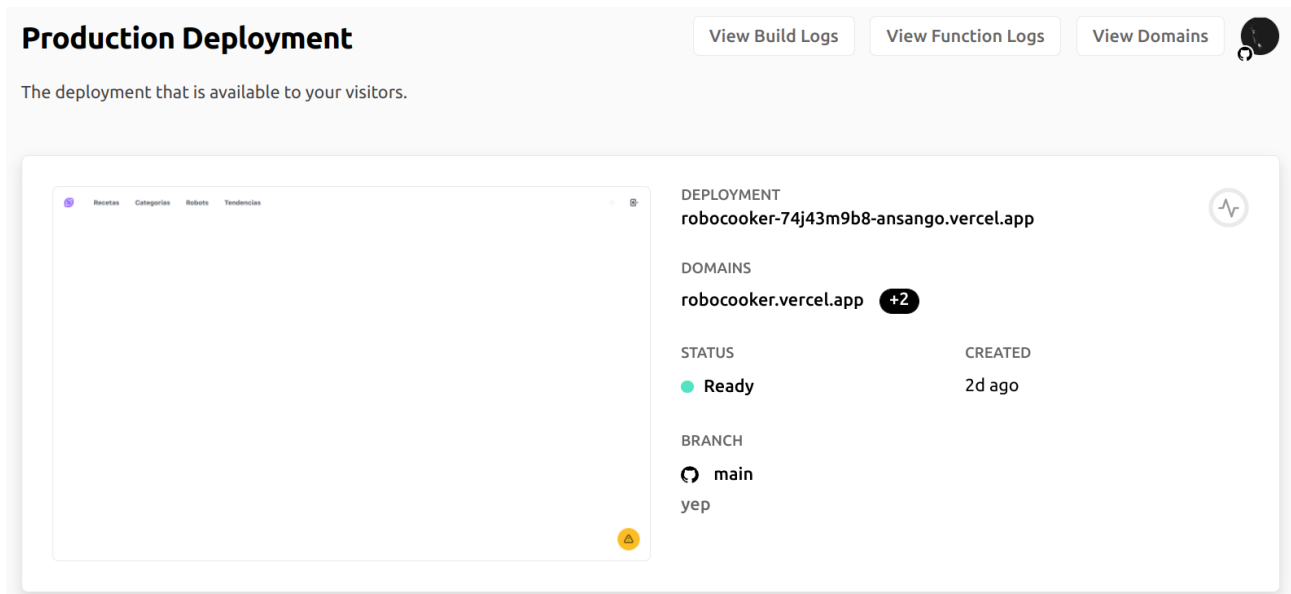 Production Deployment
View Build Logs
View Function Logs
View Domains
The deployment that is available to your visitors.
Recetas Categorias Robots Tendencias
DEPLOYMENT
robocooker-74j43m9b8-ansango.vercel.app
DOMAINS
robocooker.vercel.app +2
STATUS
Ready
CREATED
2d ago
BRANCH
main
yep